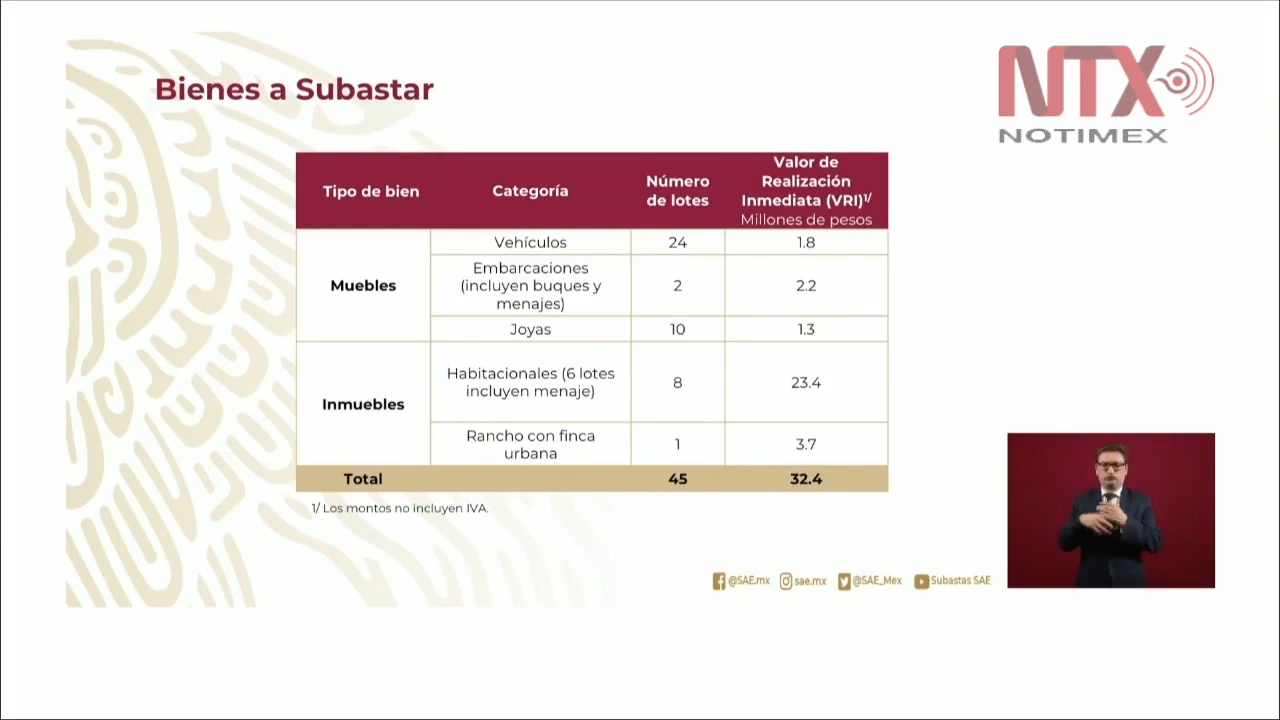 Bienes a Subastar
NTX
NOTIMEX
Tipo de bien
Categoría
Número
de lotes
Valor de
Realización
Inmediata (VRI)1/
Millones de pesos
Muebles
Vehículos
24
1.8
Embarcaciones
(incluyen buques y
menajes)
2
2.2
Joyas
10
1.3
Inmuebles
Habitacionales (6 lotes
incluyen menaje)
8
23.4
Rancho con finca
urbana
1
3.7
Total
45
32.4
1/ Los montos no incluyen IVA.
@SAE.mx
sae.mx
@SAE_Mex
Subastas SAE